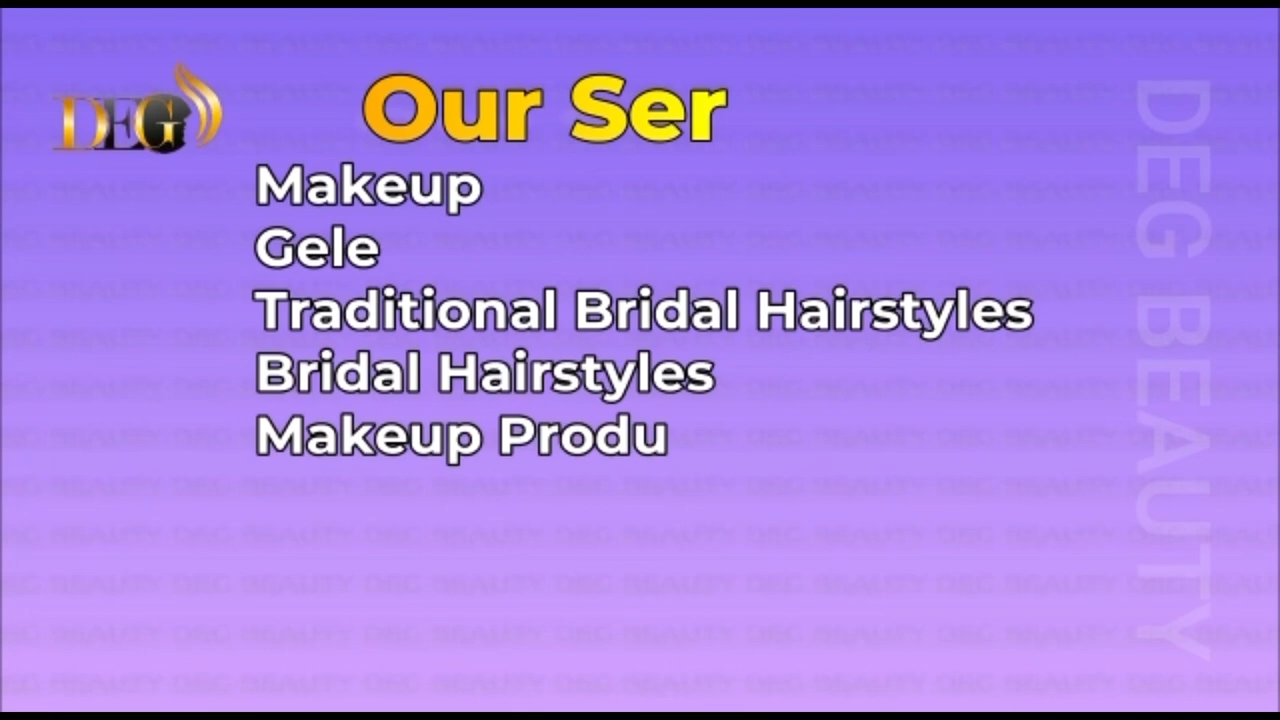 DEG
Our Ser
Makeup
Gele
Traditional Bridal Hairstyles
Bridal Hairstyles
Makeup Produ
DEG BEAUTY